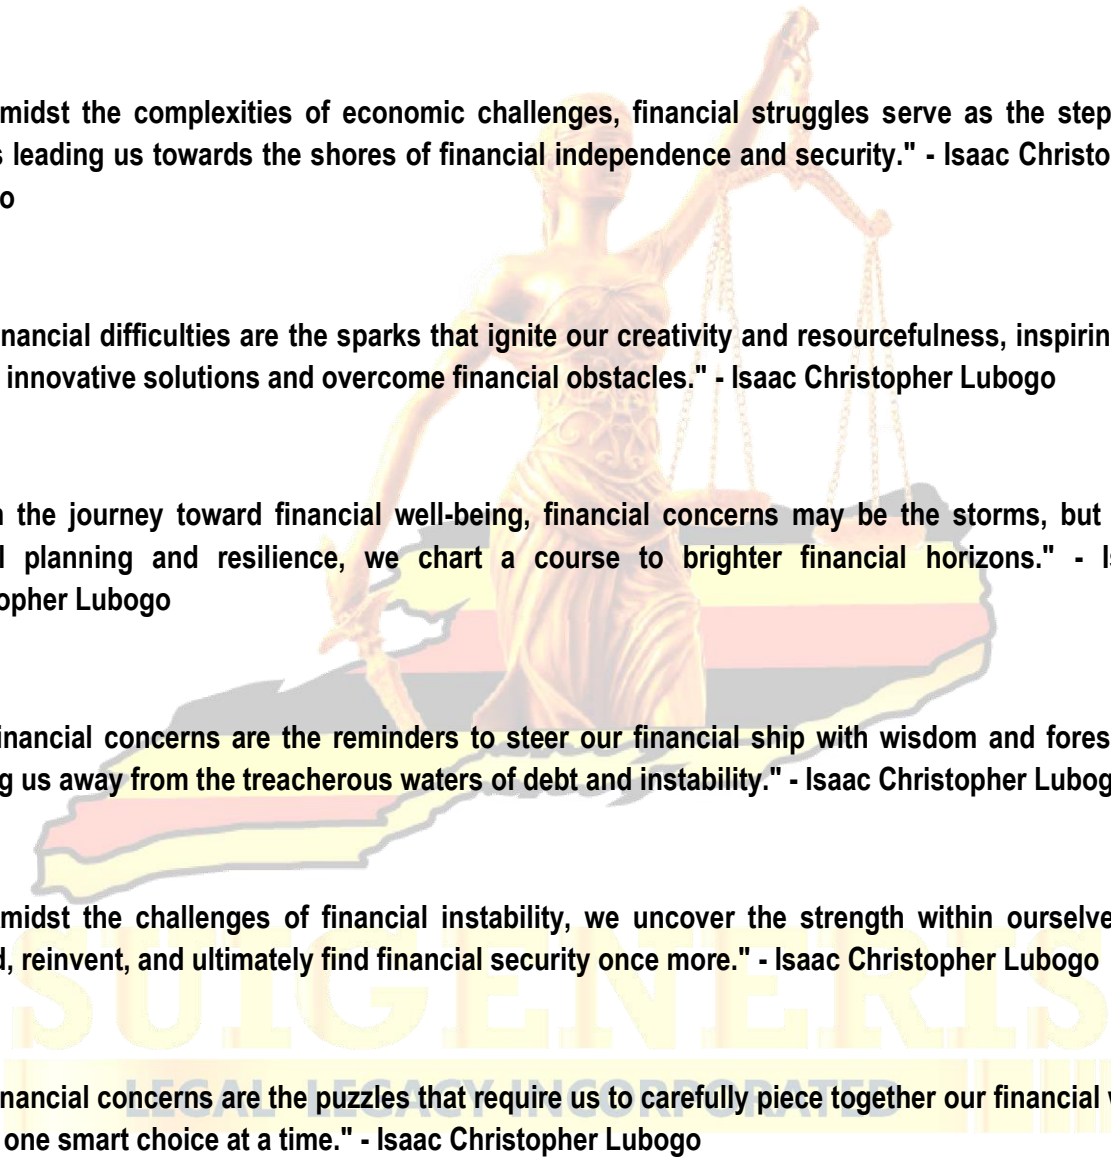 midst the complexities of economic challenges, financial struggles serve as the step
s leading us towards the shores of financial independence and security." - Isaac Christo
o
nancial difficulties are the sparks that ignite our creativity and resourcefulness, inspirin
innovative solutions and overcome financial obstacles." - Isaac Christopher Lubogo
n the journey toward financial well-being, financial concerns may be the storms, but
l planning and resilience, we chart a course to brighter financial horizons." - Is
opher Lubogo
inancial concerns are the reminders to steer our financial ship with wisdom and fores
g us away from the treacherous waters of debt and instability." - Isaac Christopher Lubog
midst the challenges of financial instability, we uncover the strength within ourselve
d, reinvent, and ultimately find financial security once more." - Isaac Christopher Lubogo
SUIGENERIS
nancial concerns are the puzzles that require us to carefully piece together our financial w
LEGAL LEGACY INCORPORATED
one smart choice at a time." - Isaac Christopher Lubogo